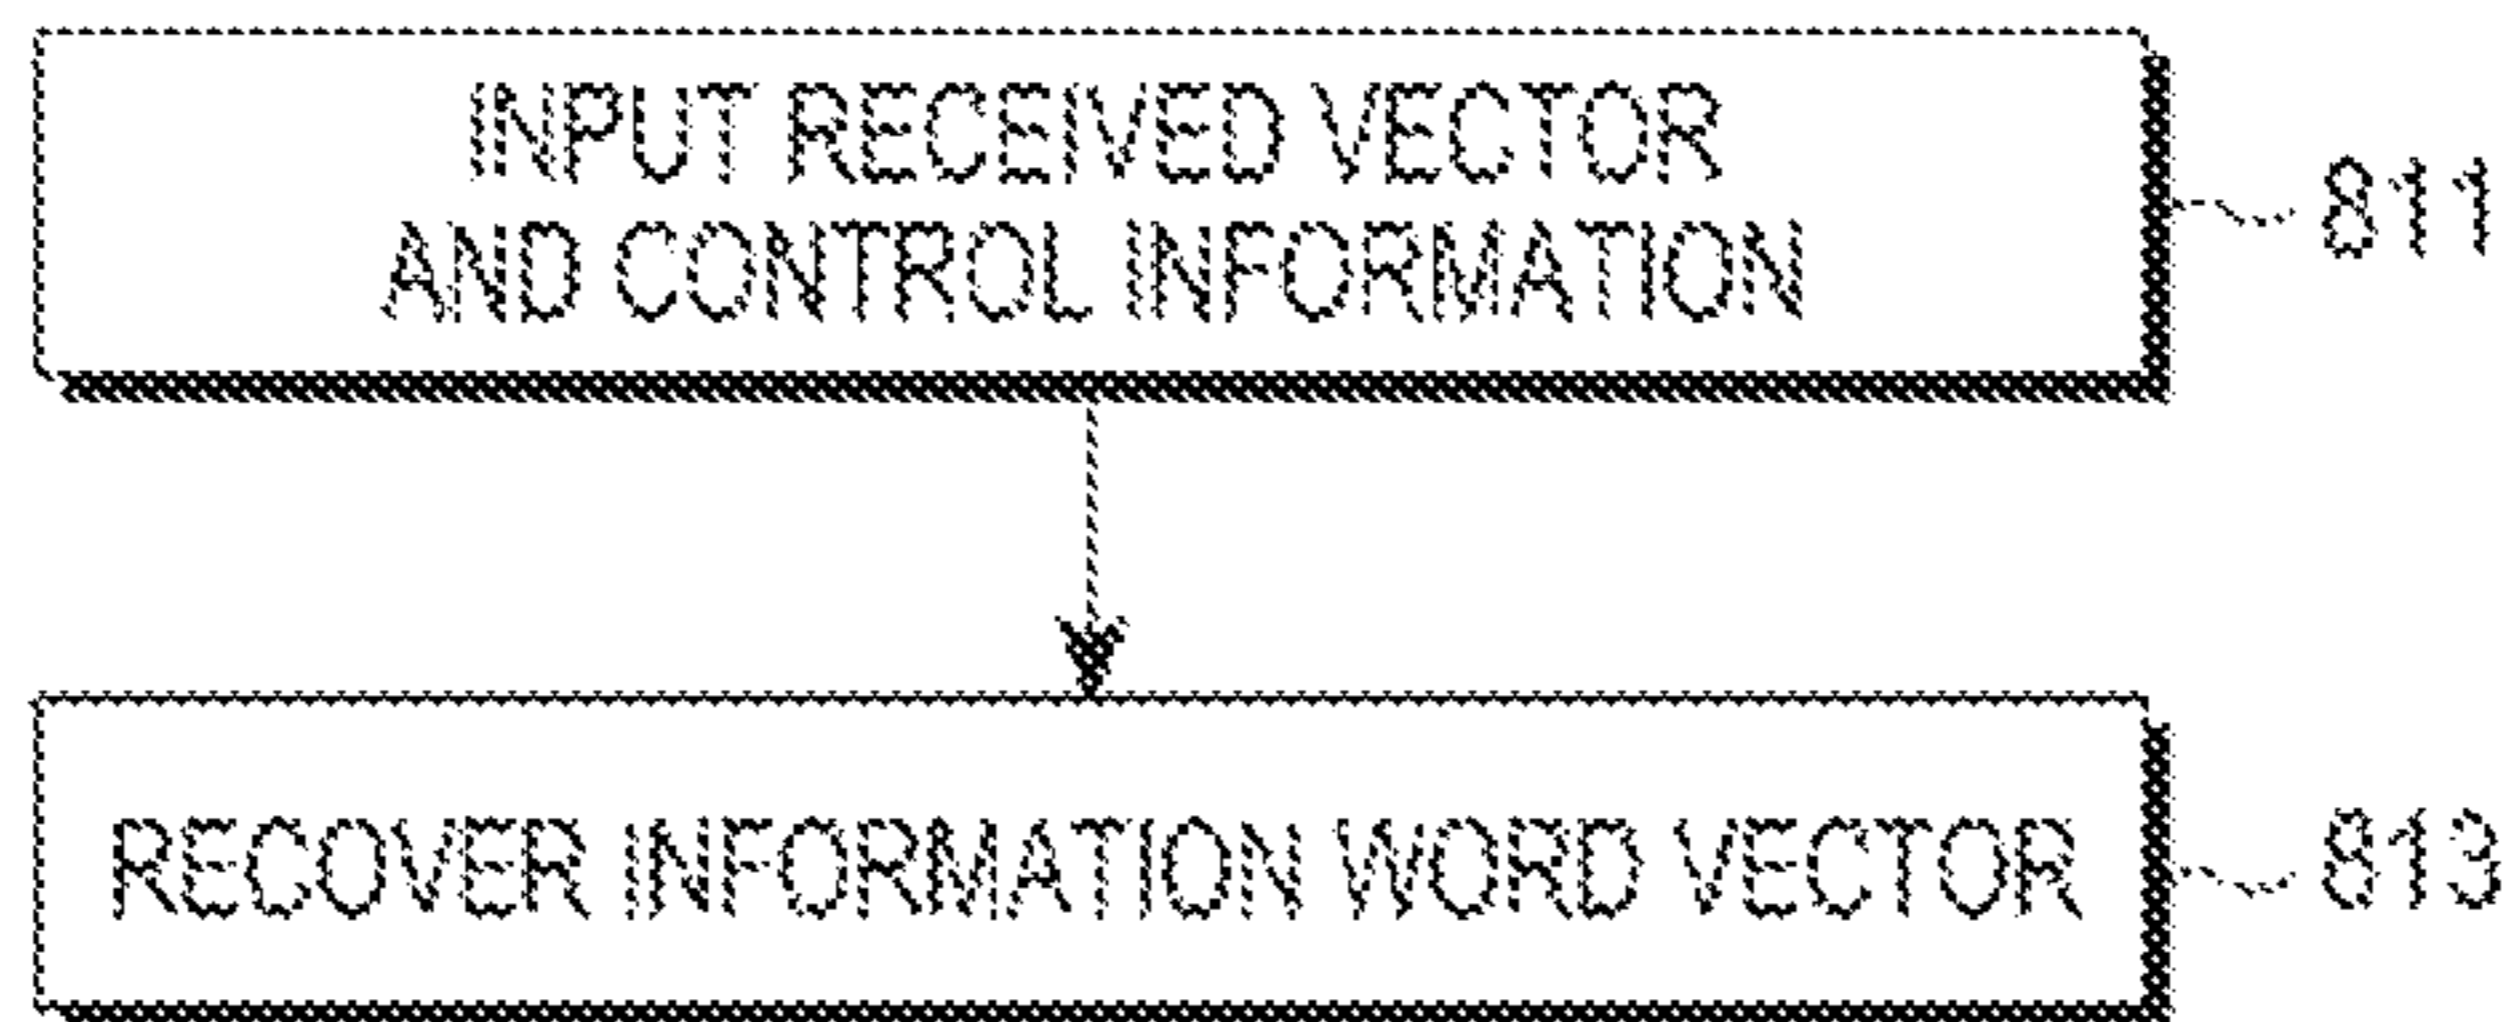 INPUT RECEIVED VECTOR
AND CONTROL INFORMATION
811
RECOVER INFORMATION WORD VECTOR
813